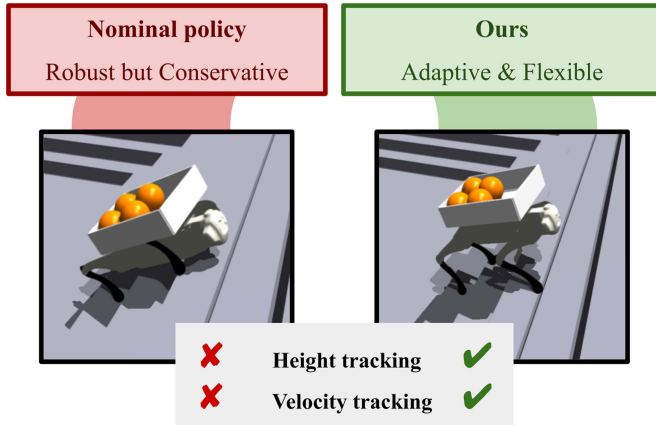 Nominal policy
Robust but Conservative
Ours
Adaptive & Flexible
✘ Height tracking ✔
✘ Velocity tracking ✔